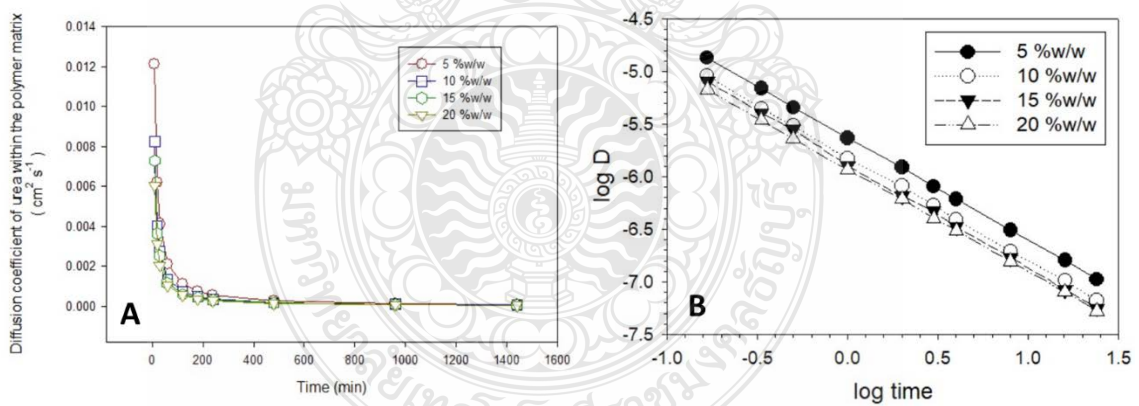 Diffusion coefficient of urea within the polymer matrix
( cm² s⁻¹ )
0.014
0.012
0.010
0.008
0.006
0.004
0.002
0.000
5 %w/w
10 %w/w
15 %w/w
20 %w/w
A
0 200 400 600 800 1000 1200 1400 1600
Time (min)
log D
-4.5
-5.0
-5.5
-6.0
-6.5
-7.0
-7.5
5 %w/w
10 %w/w
15 %w/w
20 %w/w
B
-1.0 -0.5 0.0 0.5 1.0 1.5
log time